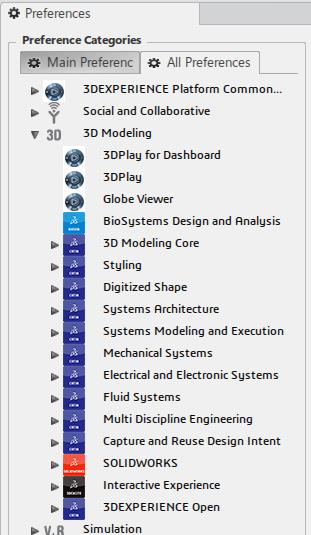 Preferences
Preference Categories
Main Preferenc
All Preferences
3DEXPERIENCE Platform Common...
Social and Collaborative
3D 3D Modeling
3DPlay for Dashboard
3DPlay
Globe Viewer
BioSystems Design and Analysis
3D Modeling Core
Styling
Digitized Shape
Systems Architecture
Systems Modeling and Execution
Mechanical Systems
Electrical and Electronic Systems
Fluid Systems
Multi Discipline Engineering
Capture and Reuse Design Intent
SOLIDWORKS
Interactive Experience
3DEXPERIENCE Open
V.R Simulation